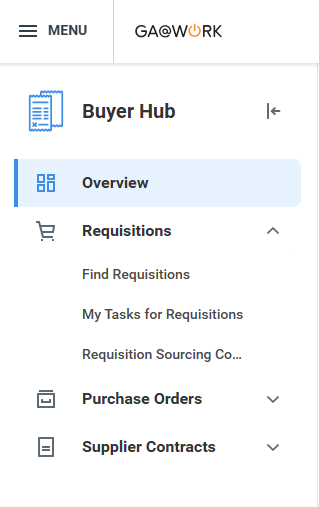 MENU
GA@WORK
Buyer Hub
Overview
Requisitions
Find Requisitions
My Tasks for Requisitions
Requisition Sourcing Co...
Purchase Orders
Supplier Contracts